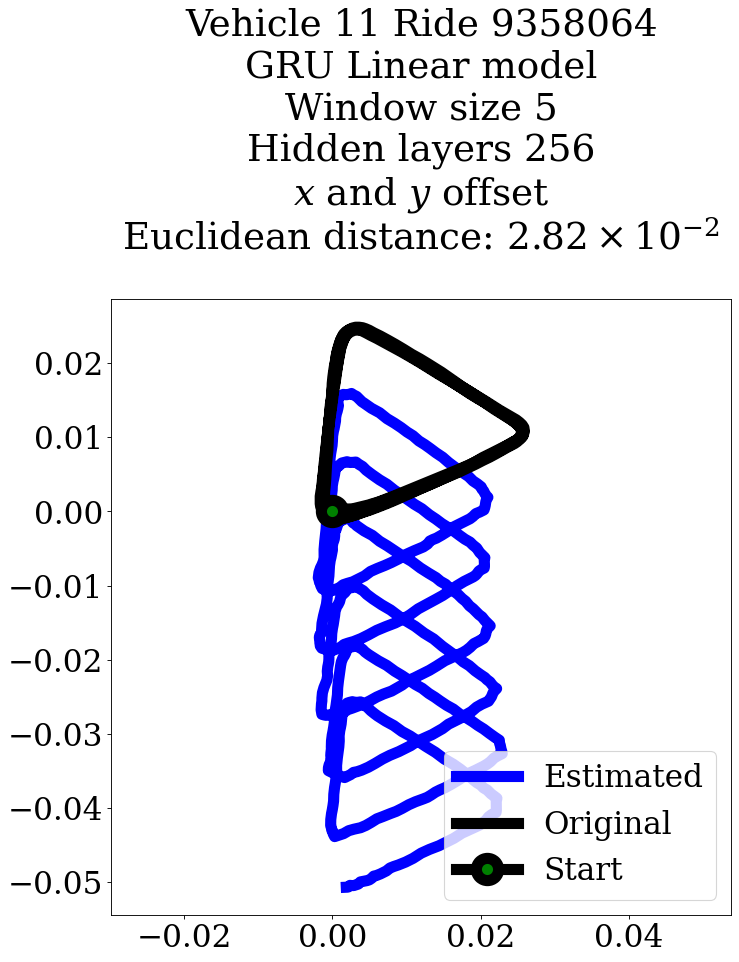 Vehicle 11 Ride 9358064
GRU Linear model
Window size 5
Hidden layers 256
x and y offset
Euclidean distance: 2.82 × 10⁻²
0.02
0.01
0.00
−0.01
−0.02
−0.03
−0.04
−0.05
Estimated
Original
Start
−0.02 0.00 0.02 0.04